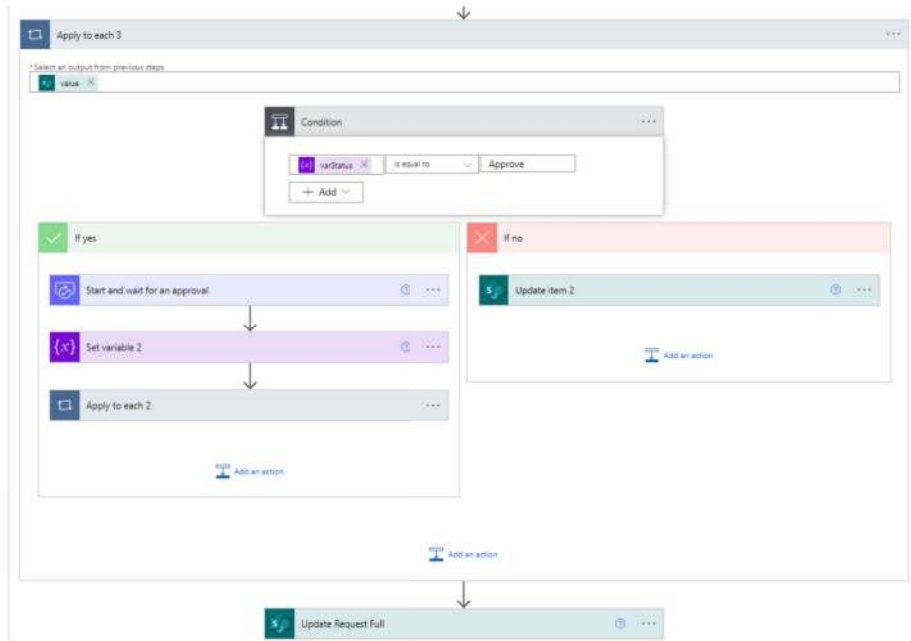 Apply to each 3
*Select an output from previous steps
value
Condition
varStatus is equal to Approve
Add
If yes
If no
Start and wait for an approval
Update item 2
Set variable 2
Add an action
Apply to each 2
Add an action
Add an action
Update Request Full